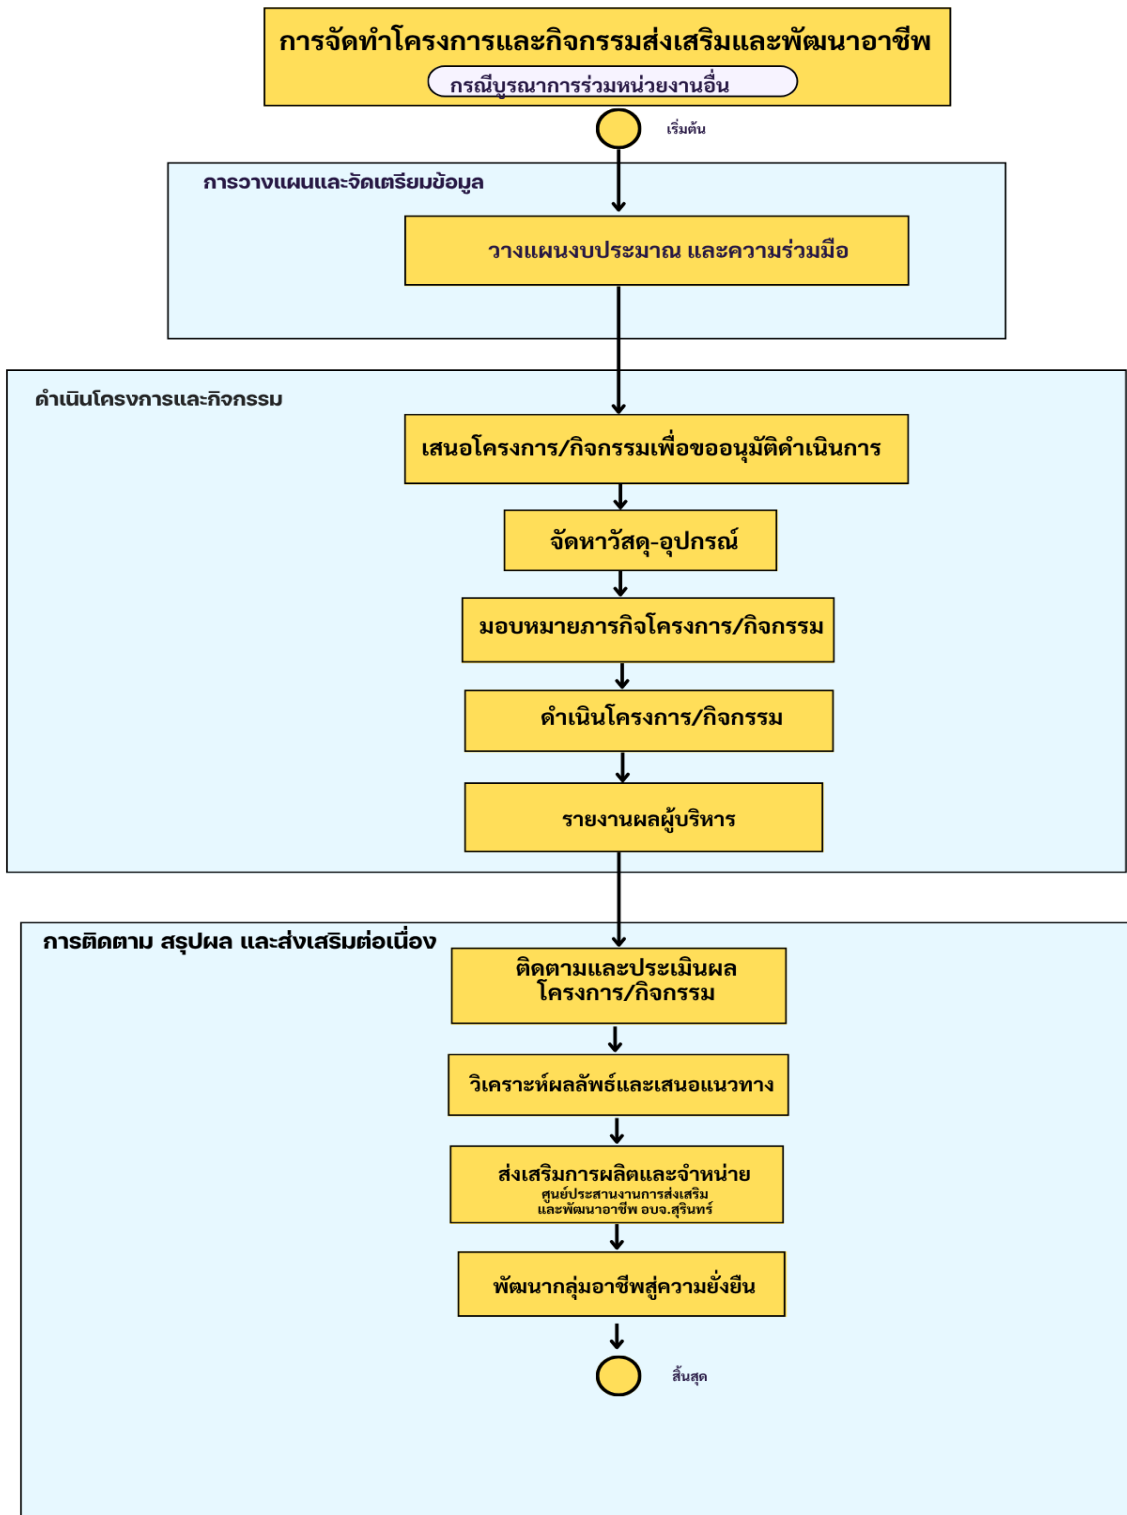 การจัดทำโครงการและกิจกรรมส่งเสริมและพัฒนาอาชีพ
กรณีบูรณาการร่วมหน่วยงานอื่น
เริ่มต้น
การวางแผนและจัดเตรียมข้อมูล
วางแผนงบประมาณ และความร่วมมือ
ดำเนินโครงการและกิจกรรม
เสนอโครงการ/กิจกรรมเพื่อขออนุมัติดำเนินการ
จัดหาวัสดุ-อุปกรณ์
มอบหมายภารกิจโครงการ/กิจกรรม
ดำเนินโครงการ/กิจกรรม
รายงานผลผู้บริหาร
การติดตาม สรุปผล และส่งเสริมต่อเนื่อง
ติดตามและประเมินผล
โครงการ/กิจกรรม
วิเคราะห์ผลลัพธ์และเสนอแนวทาง
ส่งเสริมการผลิตและจำหน่าย
ศูนย์ประสานงานการส่งเสริม
และพัฒนาอาชีพ อบจ.สุรินทร์
พัฒนากลุ่มอาชีพสู่ความยั่งยืน
สิ้นสุด